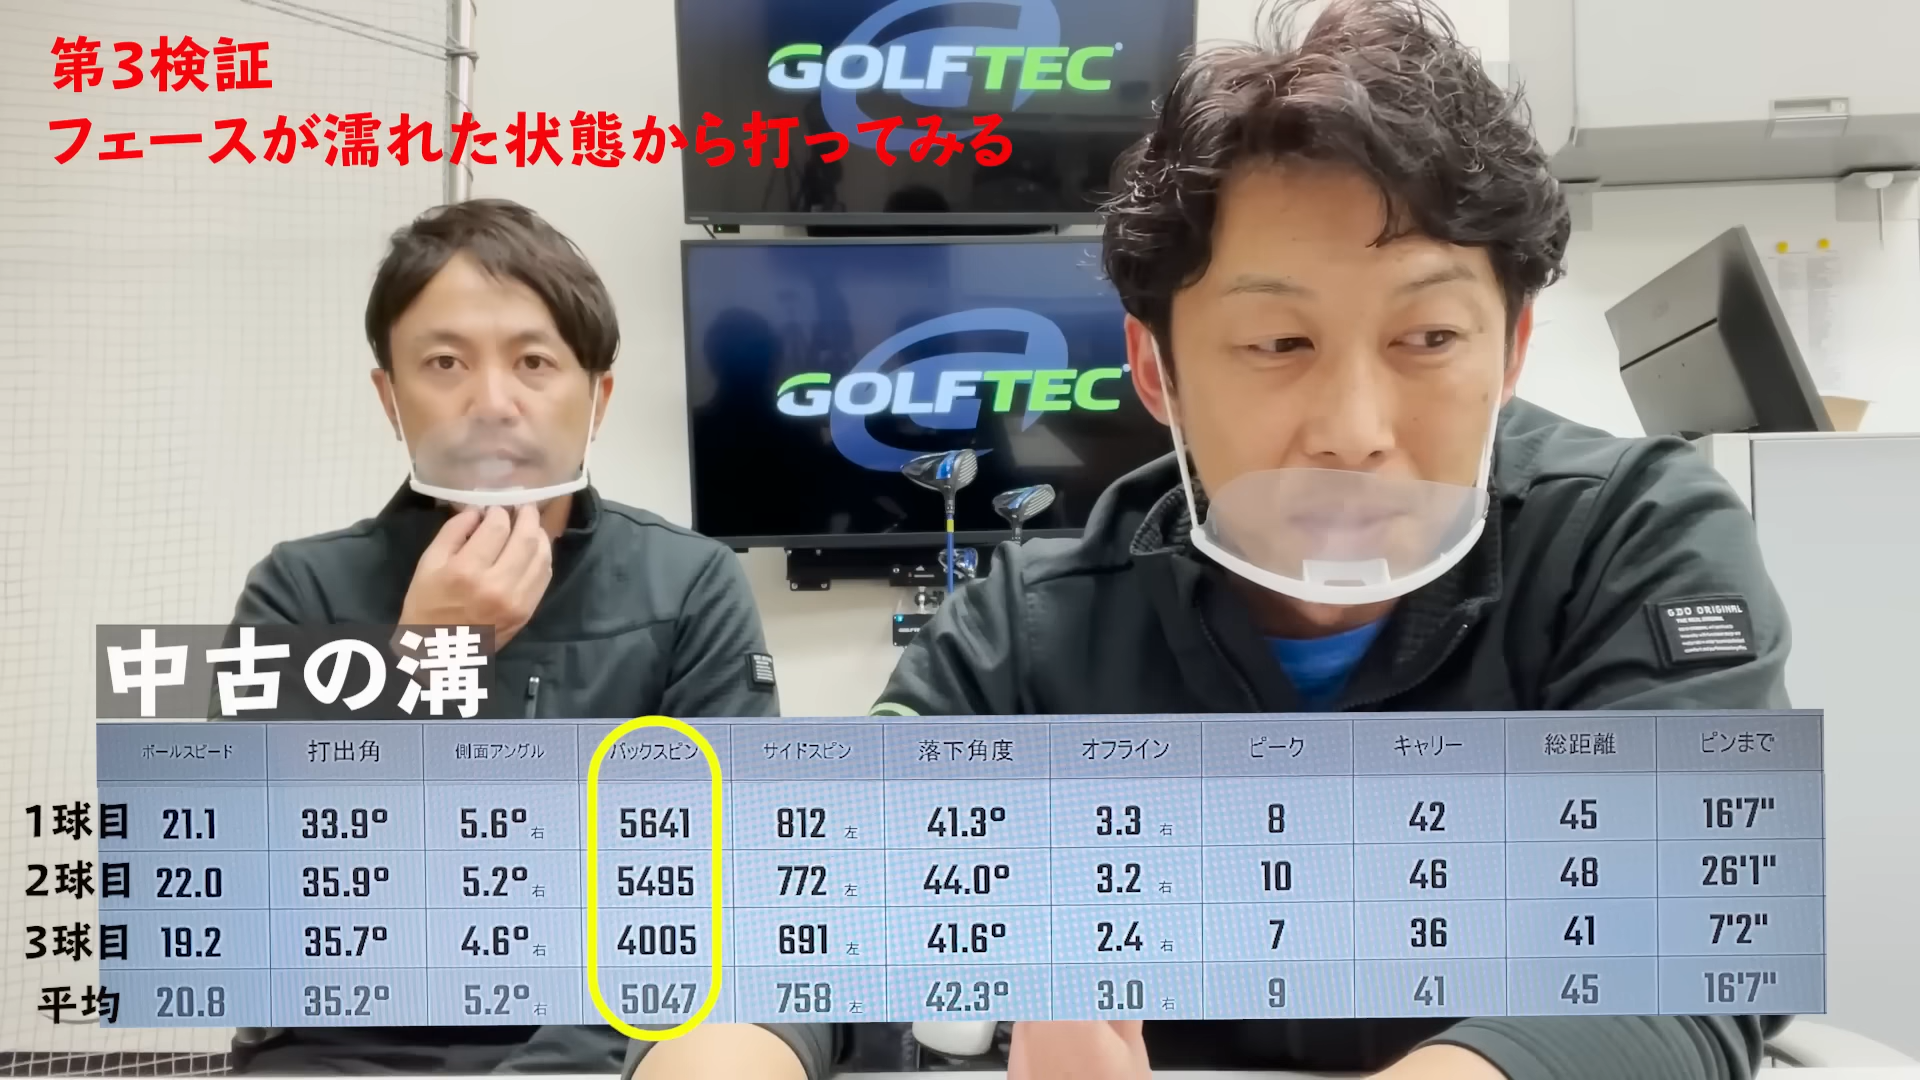 第3検証
フェースが濡れた状態から打ってみる
GOLFTEC
GOLFTEC
GDO ORIGINAL
中古の溝
ボールスピード 打出角 側面アングル バックスピン サイドスピン 落下角度 オフライン ピーク キャリー 総距離 ピンまで
1球目 21.1 33.9° 5.6° 右 5641 812 左 41.3° 3.3 右 8 42 45 16'7"
2球目 22.0 35.9° 5.2° 右 5495 772 左 44.0° 3.2 右 10 46 48 26'1"
3球目 19.2 35.7° 4.6° 右 4005 691 左 41.6° 2.4 右 7 36 41 7'2"
平均 20.8 35.2° 5.2° 右 5047 758 左 42.3° 3.0 右 9 41 45 16'7"